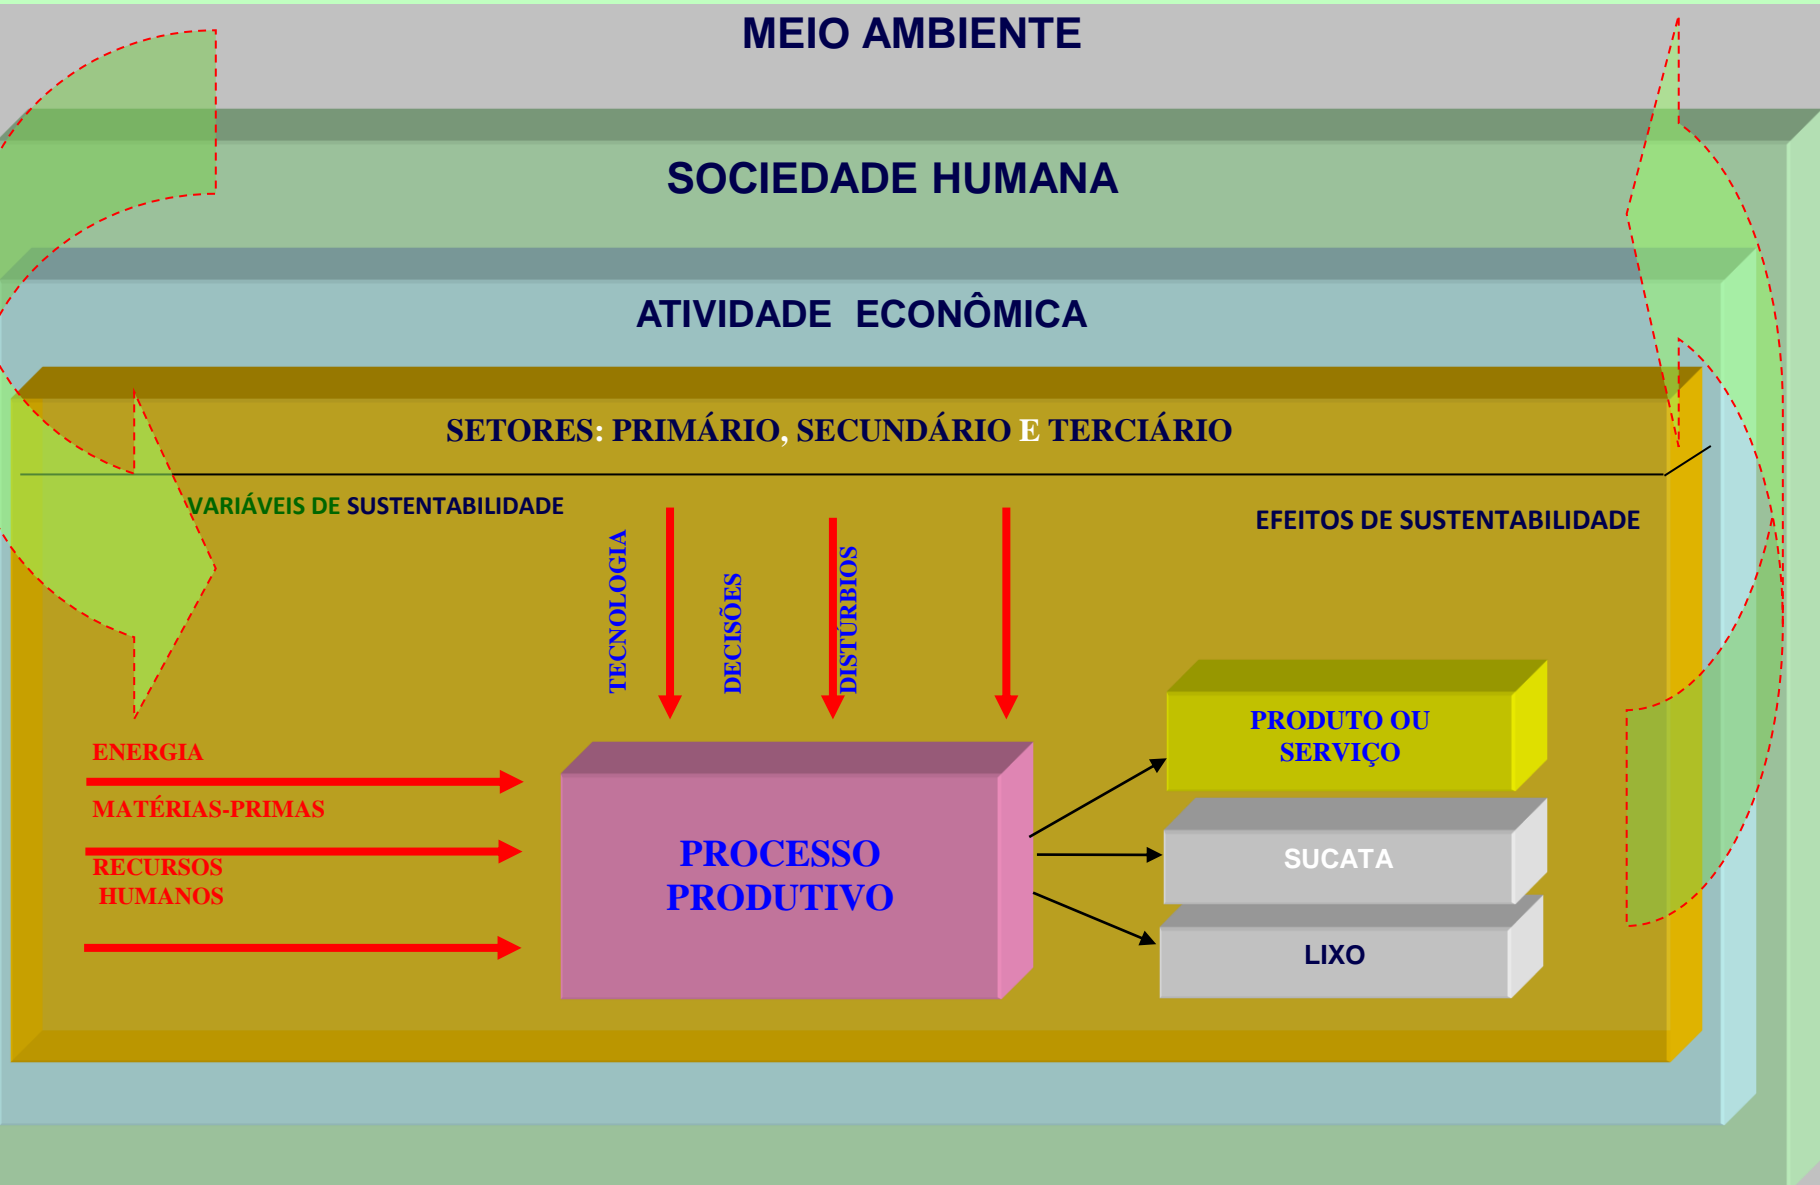 MEIO AMBIENTE
SOCIEDADE HUMANA
ATIVIDADE ECONÔMICA
SETORES: PRIMÁRIO, SECUNDÁRIO E TERCIÁRIO
VARIÁVEIS DE SUSTENTABILIDADE
EFEITOS DE SUSTENTABILIDADE
TECNOLOGIA
DECISÕES
DISTÚRBIOS
ENERGIA
MATÉRIAS-PRIMAS
RECURSOS
HUMANOS
PROCESSO
PRODUTIVO
PRODUTO OU
SERVIÇO
SUCATA
LIXO